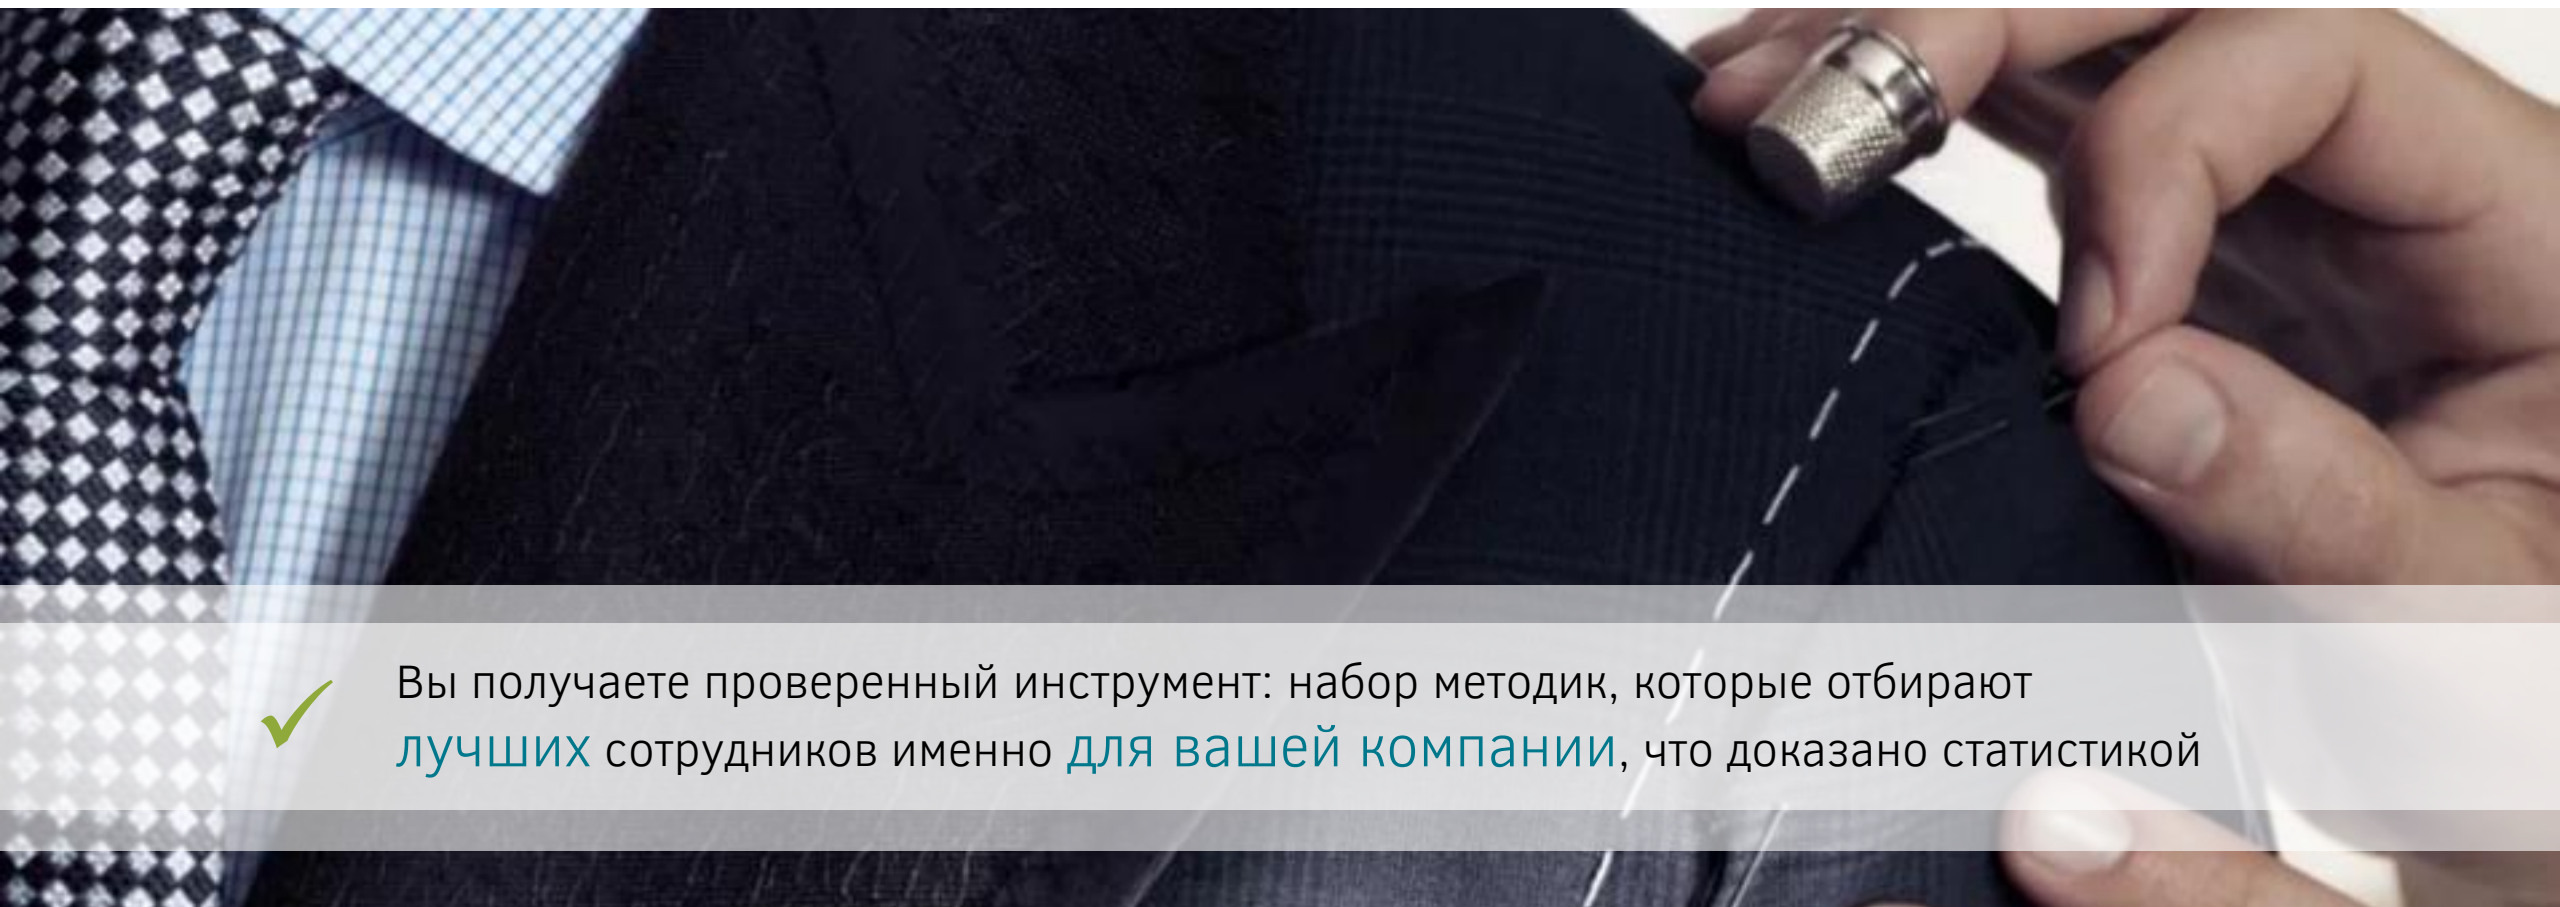 Вы получаете проверенный инструмент: набор методик, которые отбирают
лучших сотрудников именно для вашей компании, что доказано статистикой